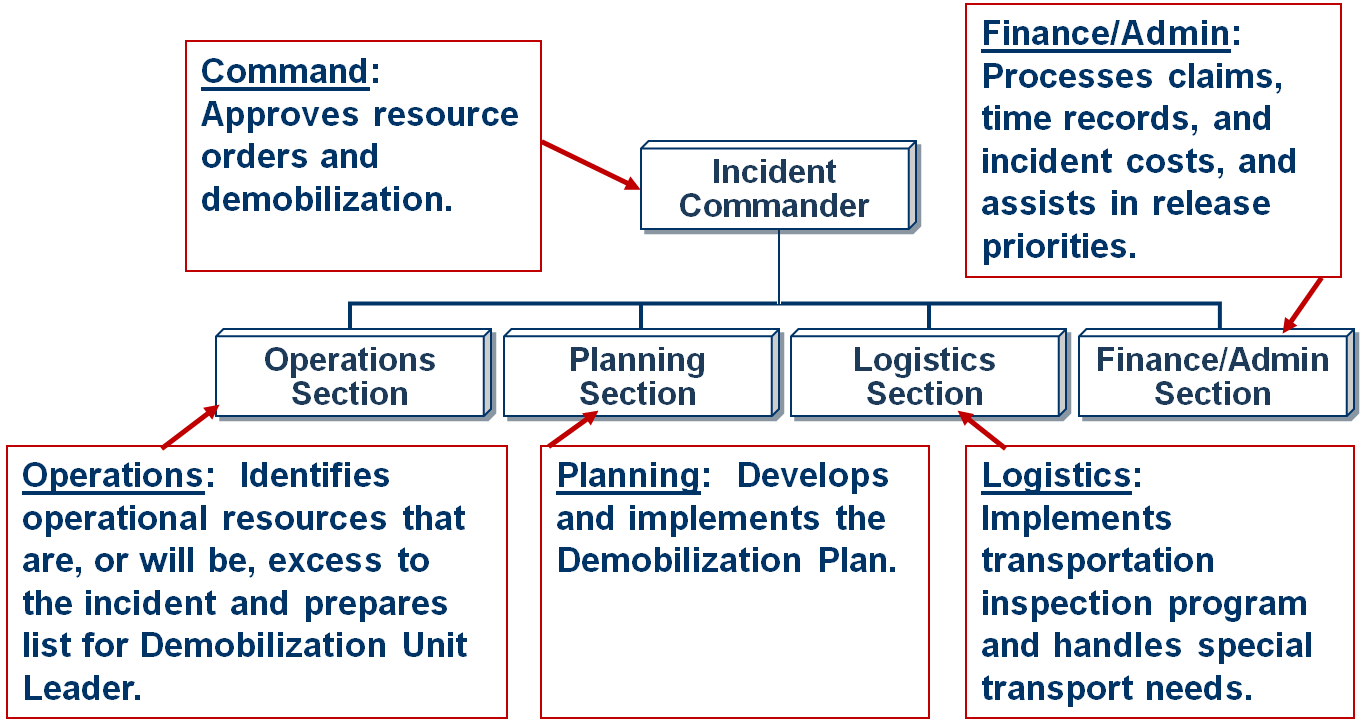 Command:
Approves resource
orders and
demobilization.
Finance/Admin:
Processes claims,
time records, and
incident costs, and
assists in release
priorities.
Incident
Commander
Operations
Section
Planning
Section
Logistics
Section
Finance/Admin
Section
Operations: Identifies
operational resources that
are, or will be, excess to
the incident and prepares
list for Demobilization Unit
Leader.
Planning: Develops
and implements the
Demobilization Plan.
Logistics:
Implements
transportation
inspection program
and handles special
transport needs.